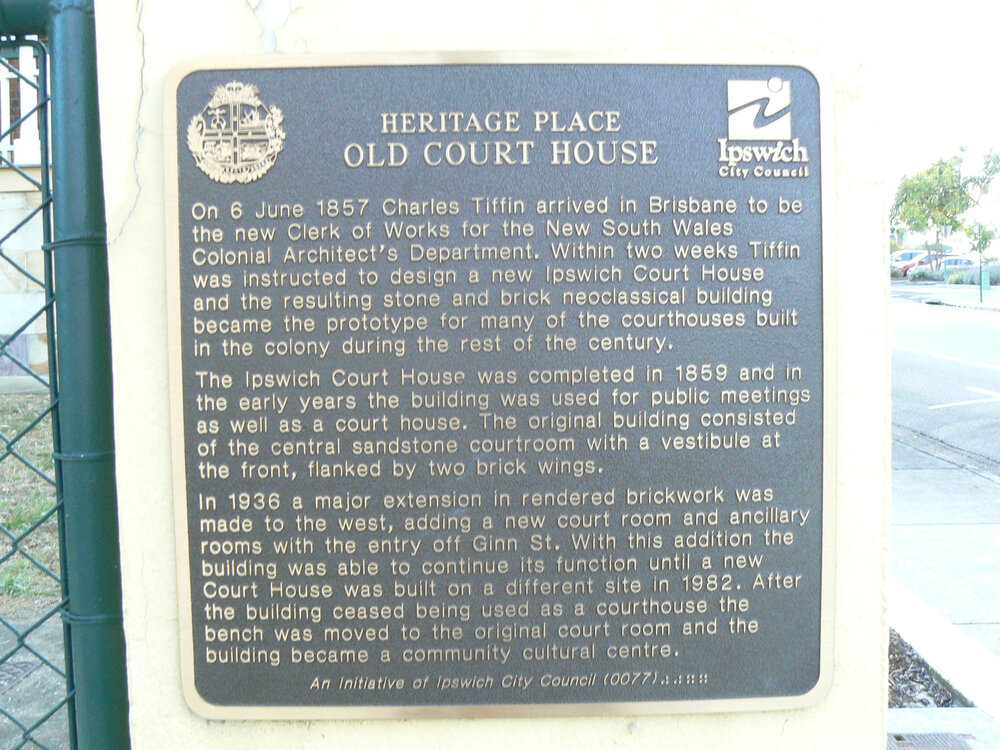 HERITAGE PLACE
OLD COURT HOUSE
Ipswich
City Council
On 6 June 1857 Charles Tiffin arrived in Brisbane to be
the new Clerk of Works for the New South Wales
Colonial Architect's Department. Within two weeks Tiffin
was instructed to design a new Ipswich Court House
and the resulting stone and brick neoclassical building
became the prototype for many of the courthouses built
in the colony during the rest of the century.
The Ipswich Court House was completed in 1859 and in
the early years the building was used for public meetings
as well as a court house. The original building consisted
of the central sandstone courtroom with a vestibule at
the front, flanked by two brick wings.
In 1936 a major extension in rendered brickwork was
made to the west, adding a new court room and ancillary
rooms with the entry off Ginn St. With this addition the
building was able to continue its function until a new
Court House was built on a different site in 1982. After
the building ceased being used as a courthouse the
bench was moved to the original court room and the
building became a community cultural centre.
An Initiative of Ipswich City Council (0077)